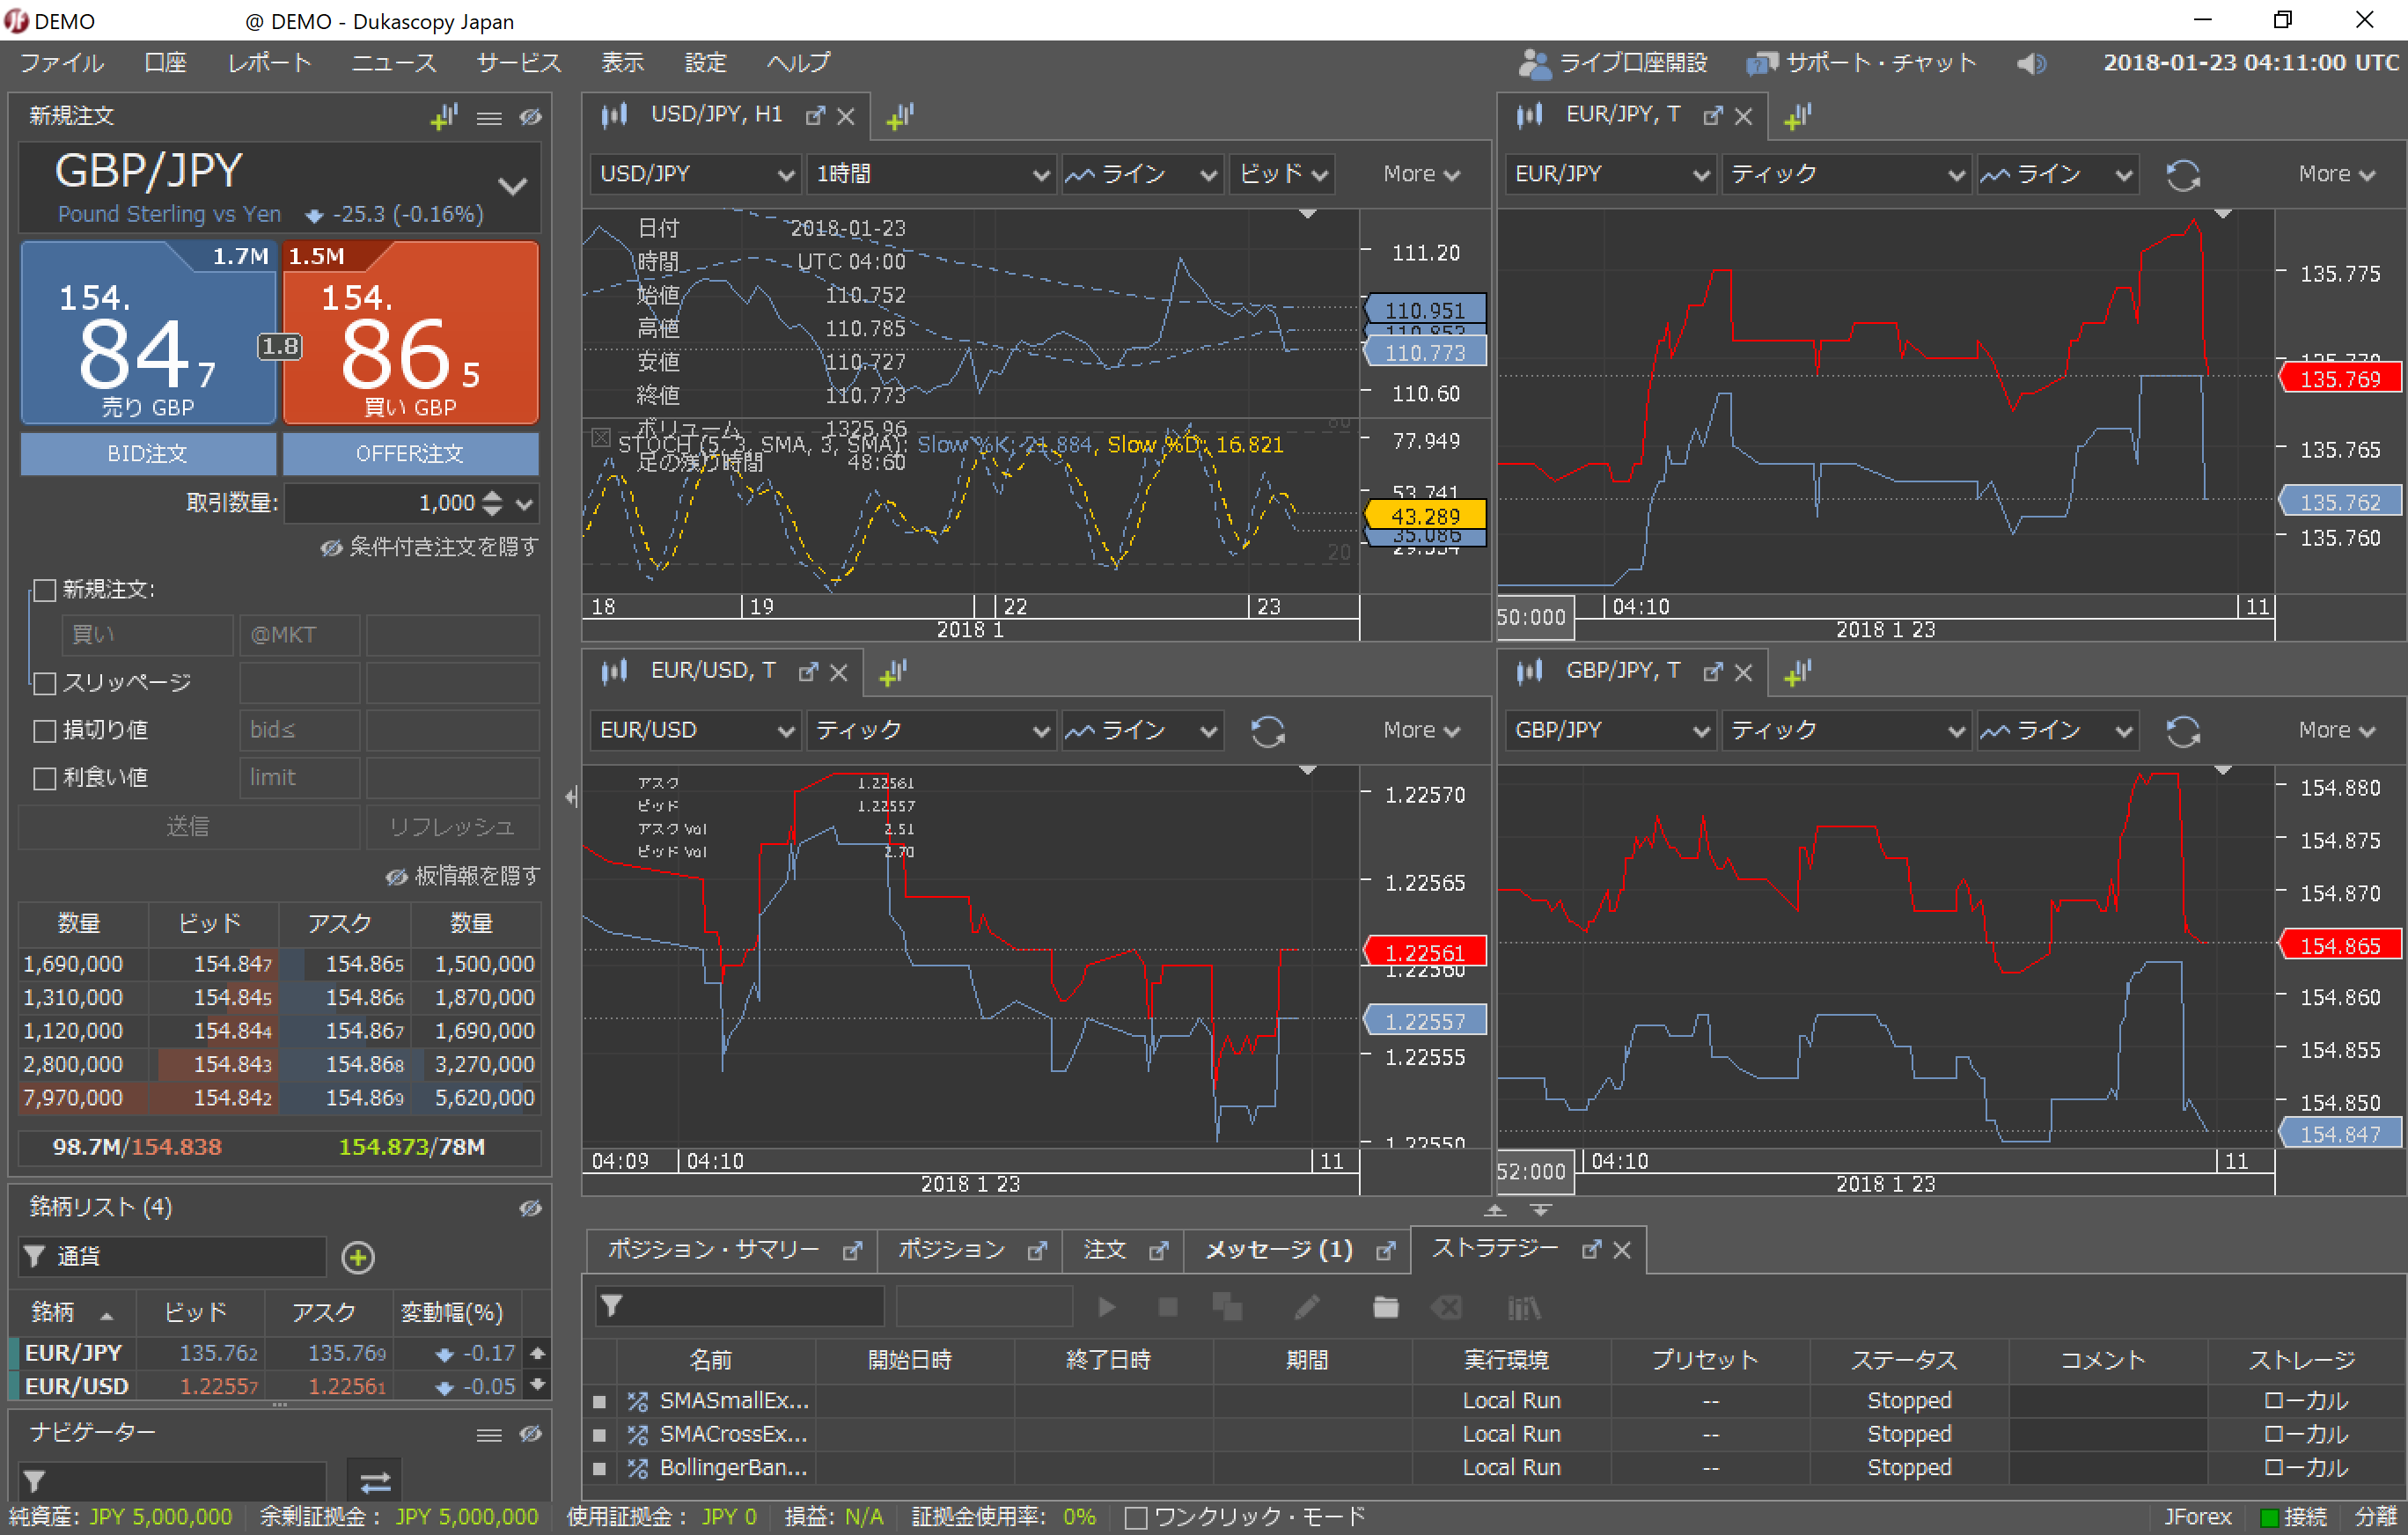 DEMO @ DEMO - Dukascopy Japan
ファイル 口座 レポート ニュース サービス 表示 設定 ヘルプ ライブ口座開設 サポート・チャット 2018-01-23 04:11:00 UTC
新規注文
GBP/JPY
Pound Sterling vs Yen -25.3 (-0.16%)
1.7M 1.5M
154. 154.
84 7 1.8 86 5
売り GBP 買い GBP
BID注文 OFFER注文
取引数量: 1,000
条件付き注文を隠す
新規注文:
買い @MKT
スリッページ
損切り値 bid≤
利食い値 limit
送信 リフレッシュ
板情報を隠す
数量 ビッド アスク 数量
1,690,000 154.847 154.865 1,500,000
1,310,000 154.845 154.866 1,870,000
1,120,000 154.844 154.867 1,690,000
2,800,000 154.843 154.868 3,270,000
7,970,000 154.842 154.869 5,620,000
98.7M/154.838 154.873/78M
銘柄リスト (4)
通貨
銘柄 ビッド アスク 変動幅(%)
EUR/JPY 135.762 135.769 -0.17
EUR/USD 1.22557 1.22561 -0.05
ナビゲーター
USD/JPY, H1
USD/JPY 1時間 ライン ビッド More
日付 2018-01-23
時間 UTC 04:00
始値 110.752
高値 110.785
安値 110.727
終値 110.773
ボリューム 1325.96
STOCH (5, 3, SMA, 3, SMA): Slow %K: 21.884, Slow %D: 16.821
足の残り時間 48:60
111.20
110.951
110.853
110.773
110.60
80
77.949
53.741
43.289
35.086
20
18 19 22 23
2018 1
EUR/JPY, T
EUR/JPY ティック ライン More
135.775
135.770
135.769
135.765
135.762
135.760
50:000 04:10 11
2018 1 23
EUR/USD, T
EUR/USD ティック ライン More
アスク 1.22561
ビッド 1.22557
アスク Vol 2.51
ビッド Vol 2.70
1.22570
1.22565
1.22561
1.22560
1.22557
1.22555
1.22550
04:09 04:10 11
2018 1 23
GBP/JPY, T
GBP/JPY ティック ライン More
154.880
154.875
154.870
154.865
154.860
154.855
154.850
154.847
52:000 04:10 11
2018 1 23
ポジション・サマリー ポジション 注文 メッセージ (1) ストラテジー
名前 開始日時 終了日時 期間 実行環境 プリセット ステータス コメント ストレージ
SMASmallEx... Local Run -- Stopped ローカル
SMACrossEx... Local Run -- Stopped ローカル
BollingerBan... Local Run -- Stopped ローカル
純資産: JPY 5,000,000 余剰証拠金： JPY 5,000,000 使用証拠金： JPY 0 損益: N/A 証拠金使用率: 0% ワンクリック・モード JForex 接続 分離